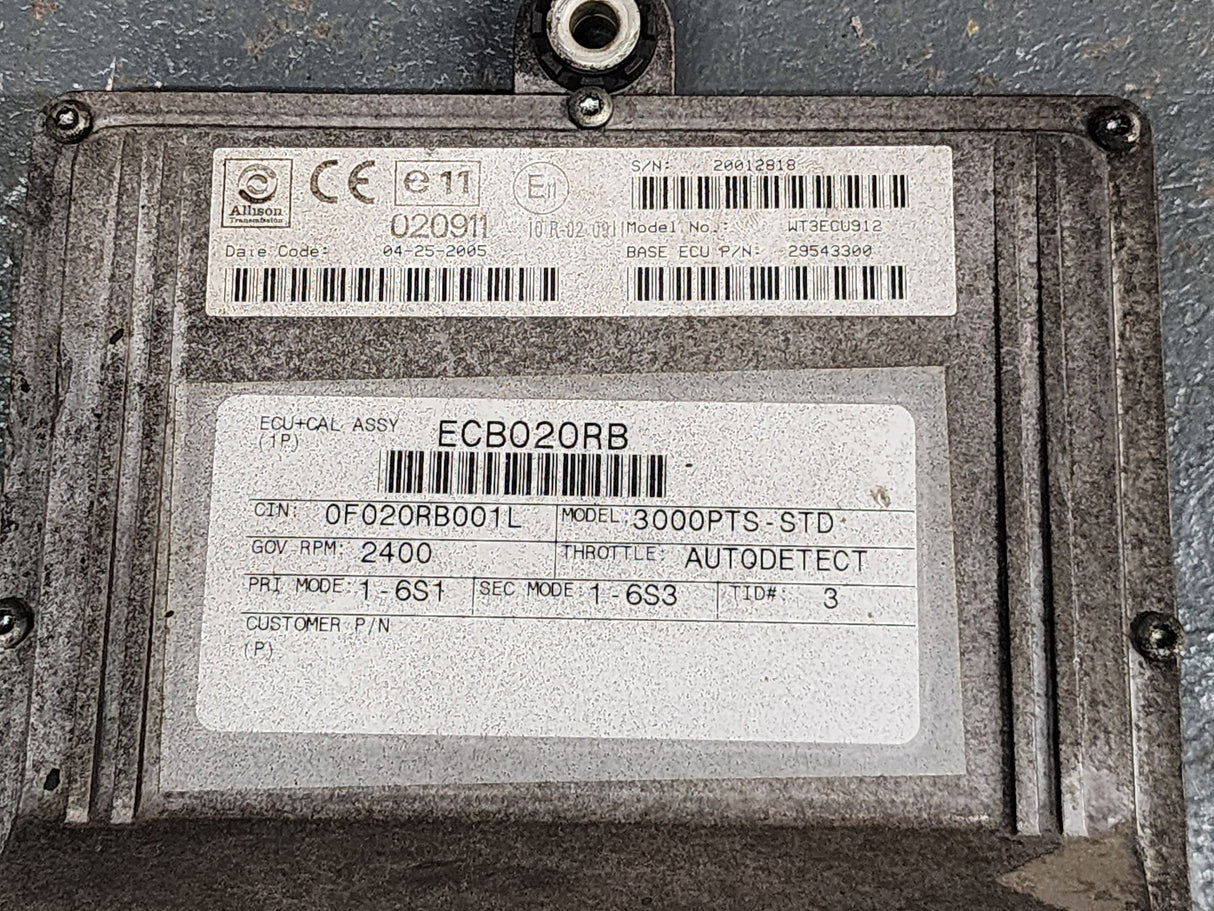 Allison
Transmission
CE
e 11
E11
020911
10 R-02 091
Date Code: 04-25-2005
S/N: 20012818
Model No.: WT3ECU912
BASE ECU P/N: 29543300
ECU+CAL ASSY ECB020RB
(1P)
CIN: 0F020RB001L MODEL: 3000PTS-STD
GOV RPM: 2400 THROTTLE: AUTODETECT
PRI MODE: 1-6S1 SEC MODE: 1-6S3 TID#: 3
CUSTOMER P/N
(P)